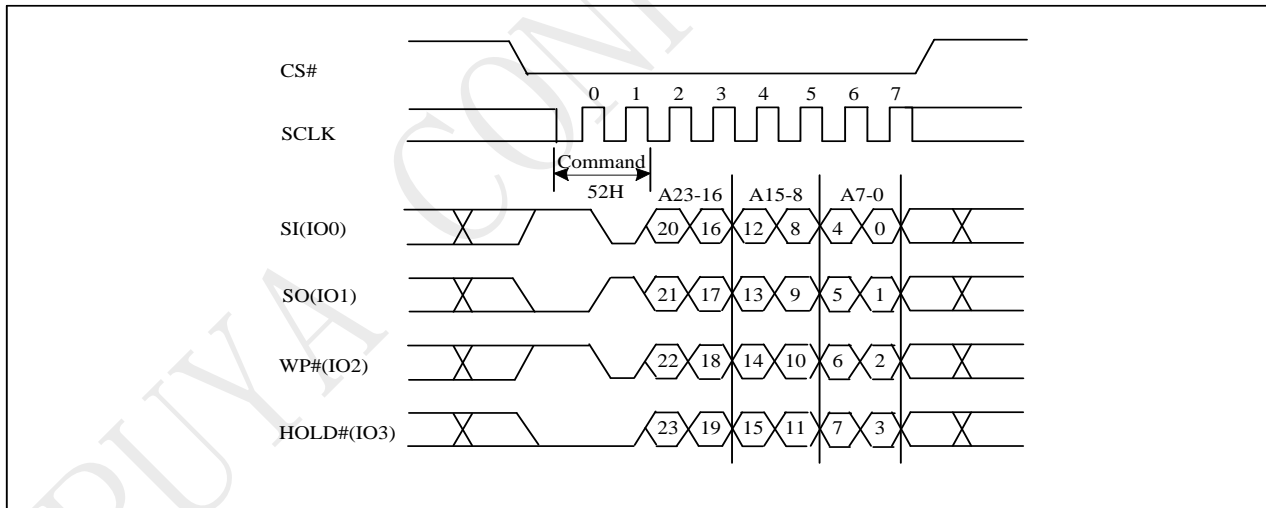 CS#
0 1 2 3 4 5 6 7
SCLK
Command
52H
A23-16 A15-8 A7-0
SI(IO0) 20 16 12 8 4 0
SO(IO1) 21 17 13 9 5 1
WP#(IO2) 22 18 14 10 6 2
HOLD#(IO3) 23 19 15 11 7 3
PUYA CON